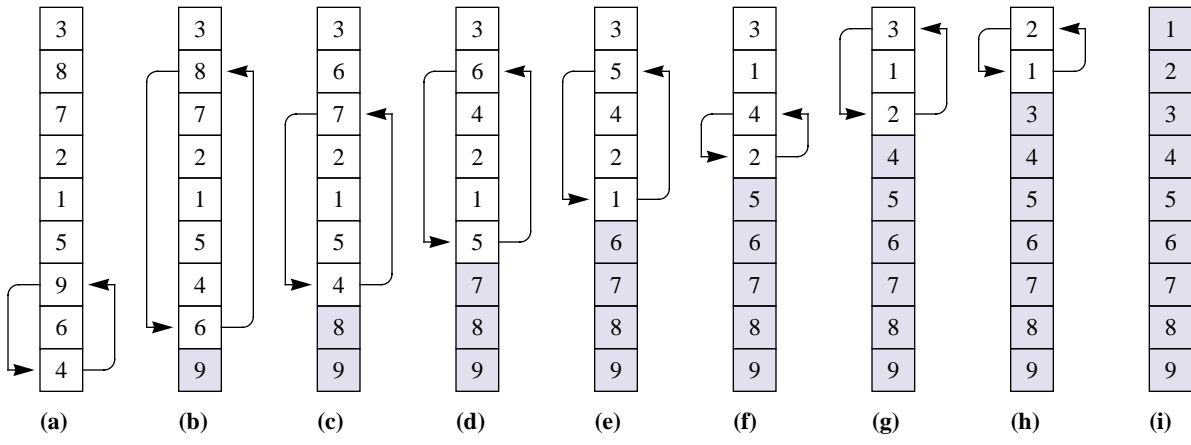 3 3 3 3 3 3 3 2 1
8 8 6 6 5 1 1 1 2
7 7 7 4 4 4 2 3 3
2 2 2 2 2 2 4 4 4
1 1 1 1 1 5 5 5 5
5 5 5 5 6 6 6 6 6
9 4 4 7 7 7 7 7 7
6 6 8 8 8 8 8 8 8
4 9 9 9 9 9 9 9 9
(a) (b) (c) (d) (e) (f) (g) (h) (i)